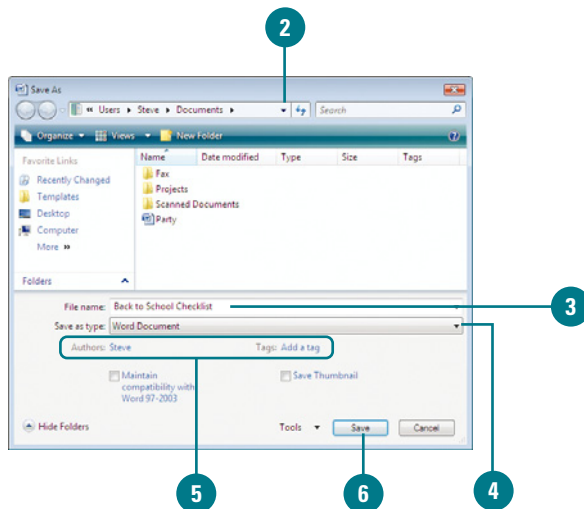 2
Save As
« Users ▸ Steve ▸ Documents ▸ Search
Organize Views New Folder
Favorite Links Name Date modified Type Size Tags
Recently Changed Fax
Templates Projects
Desktop Scanned Documents
Computer Party
More »
Folders
File name: Back to School Checklist 3
Save as type: Word Document
Authors: Steve Tags: Add a tag
Maintain compatibility with Word 97-2003 Save Thumbnail
Hide Folders Tools Save Cancel
5 6 4